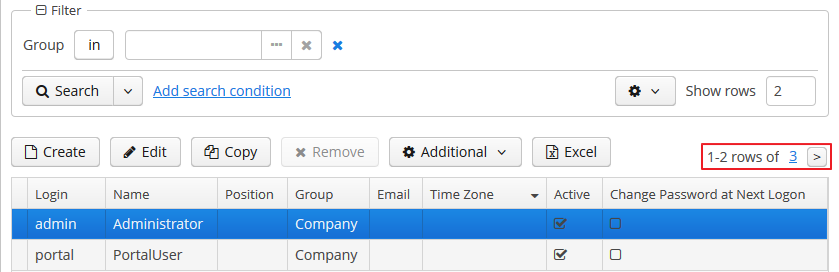 Filter
Group in
Search Add search condition Show rows 2
Create Edit Copy Remove Additional Excel 1-2 rows of 3 >
Login Name Position Group Email Time Zone Active Change Password at Next Logon
admin Administrator Company
portal PortalUser Company